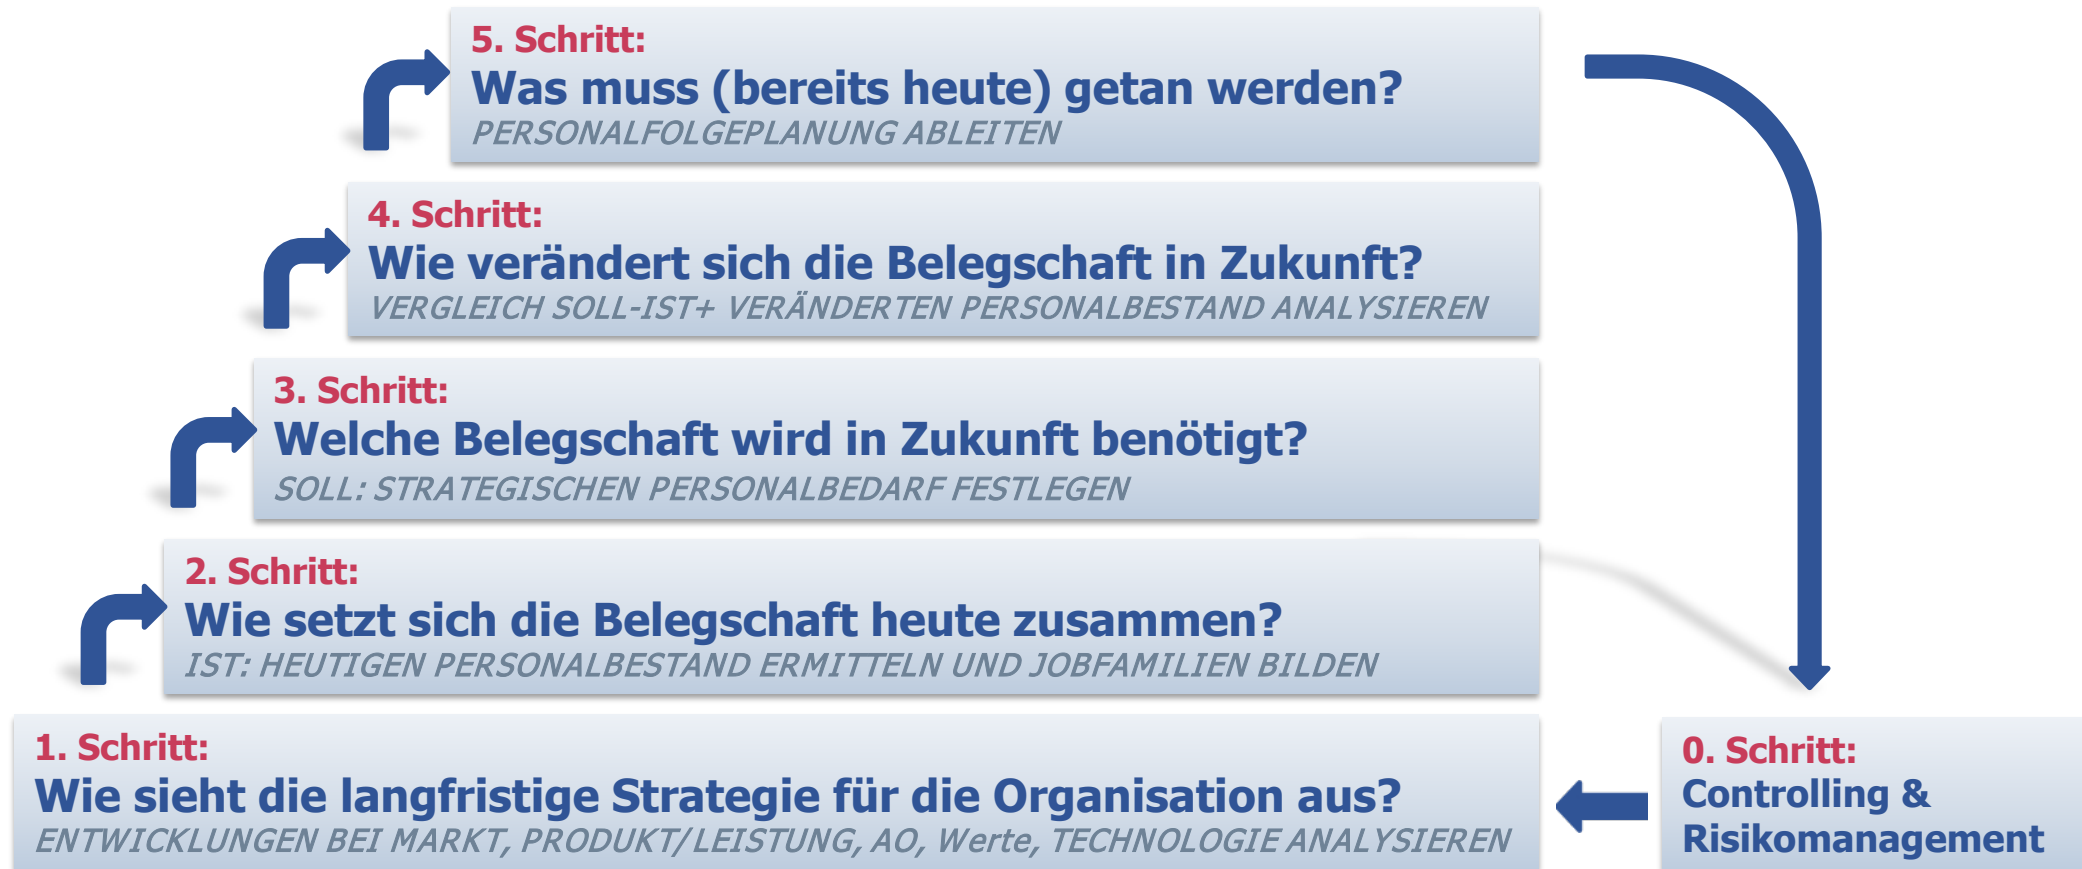 5. Schritt:
Was muss (bereits heute) getan werden?
PERSONALFOLGEPLANUNG ABLEITEN
4. Schritt:
Wie verändert sich die Belegschaft in Zukunft?
VERGLEICH SOLL-IST+ VERÄNDERTEN PERSONALBESTAND ANALYSIEREN
3. Schritt:
Welche Belegschaft wird in Zukunft benötigt?
SOLL: STRATEGISCHEN PERSONALBEDARF FESTLEGEN
2. Schritt:
Wie setzt sich die Belegschaft heute zusammen?
IST: HEUTIGEN PERSONALBESTAND ERMITTELN UND JOBFAMILIEN BILDEN
1. Schritt:
Wie sieht die langfristige Strategie für die Organisation aus?
ENTWICKLUNGEN BEI MARKT, PRODUKT/LEISTUNG, AO, Werte, TECHNOLOGIE ANALYSIEREN
0. Schritt:
Controlling &
Risikomanagement